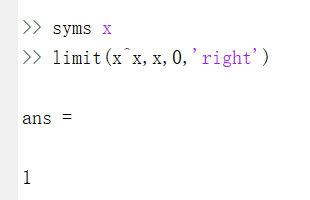 >> syms x
>> limit(x^x,x,0,'right')
ans =
1